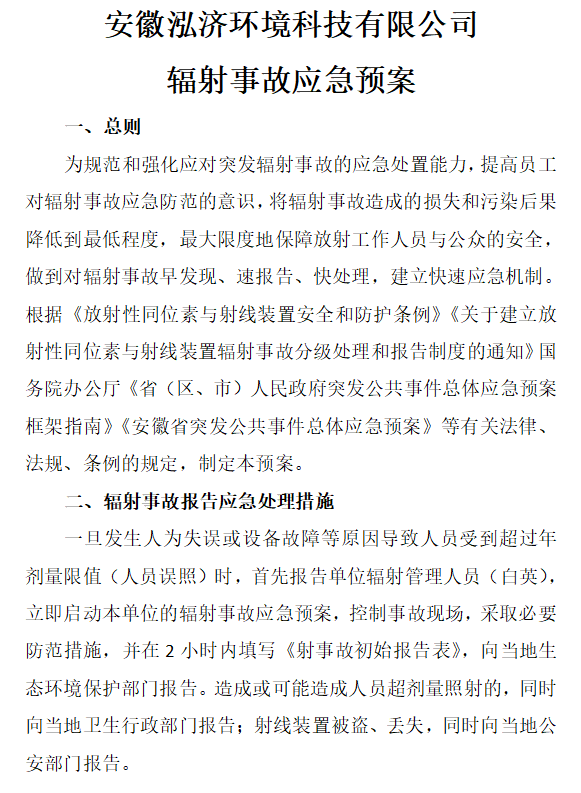 安徽泓济环境科技有限公司
辐射事故应急预案
一、总则
为规范和强化应对突发辐射事故的应急处置能力，提高员工
对辐射事故应急防范的意识，将辐射事故造成的损失和污染后果
降低到最低程度，最大限度地保障放射工作人员与公众的安全，
做到对辐射事故早发现、速报告、快处理，建立快速应急机制。
根据《放射性同位素与射线装置安全和防护条例》《关于建立放
射性同位素与射线装置辐射事故分级处理和报告制度的通知》国
务院办公厅《省（区、市）人民政府突发公共事件总体应急预案
框架指南》《安徽省突发公共事件总体应急预案》等有关法律、
法规、条例的规定，制定本预案。
二、辐射事故报告应急处理措施
一旦发生人为失误或设备故障等原因导致人员受到超过年
剂量限值（人员误照）时，首先报告单位辐射管理人员（白英），
立即启动本单位的辐射事故应急预案，控制事故现场，采取必要
防范措施，并在 2 小时内填写《射事故初始报告表》，向当地生
态环境保护部门报告。造成或可能造成人员超剂量照射的，同时
向当地卫生行政部门报告；射线装置被盗、丢失，同时向当地公
安部门报告。